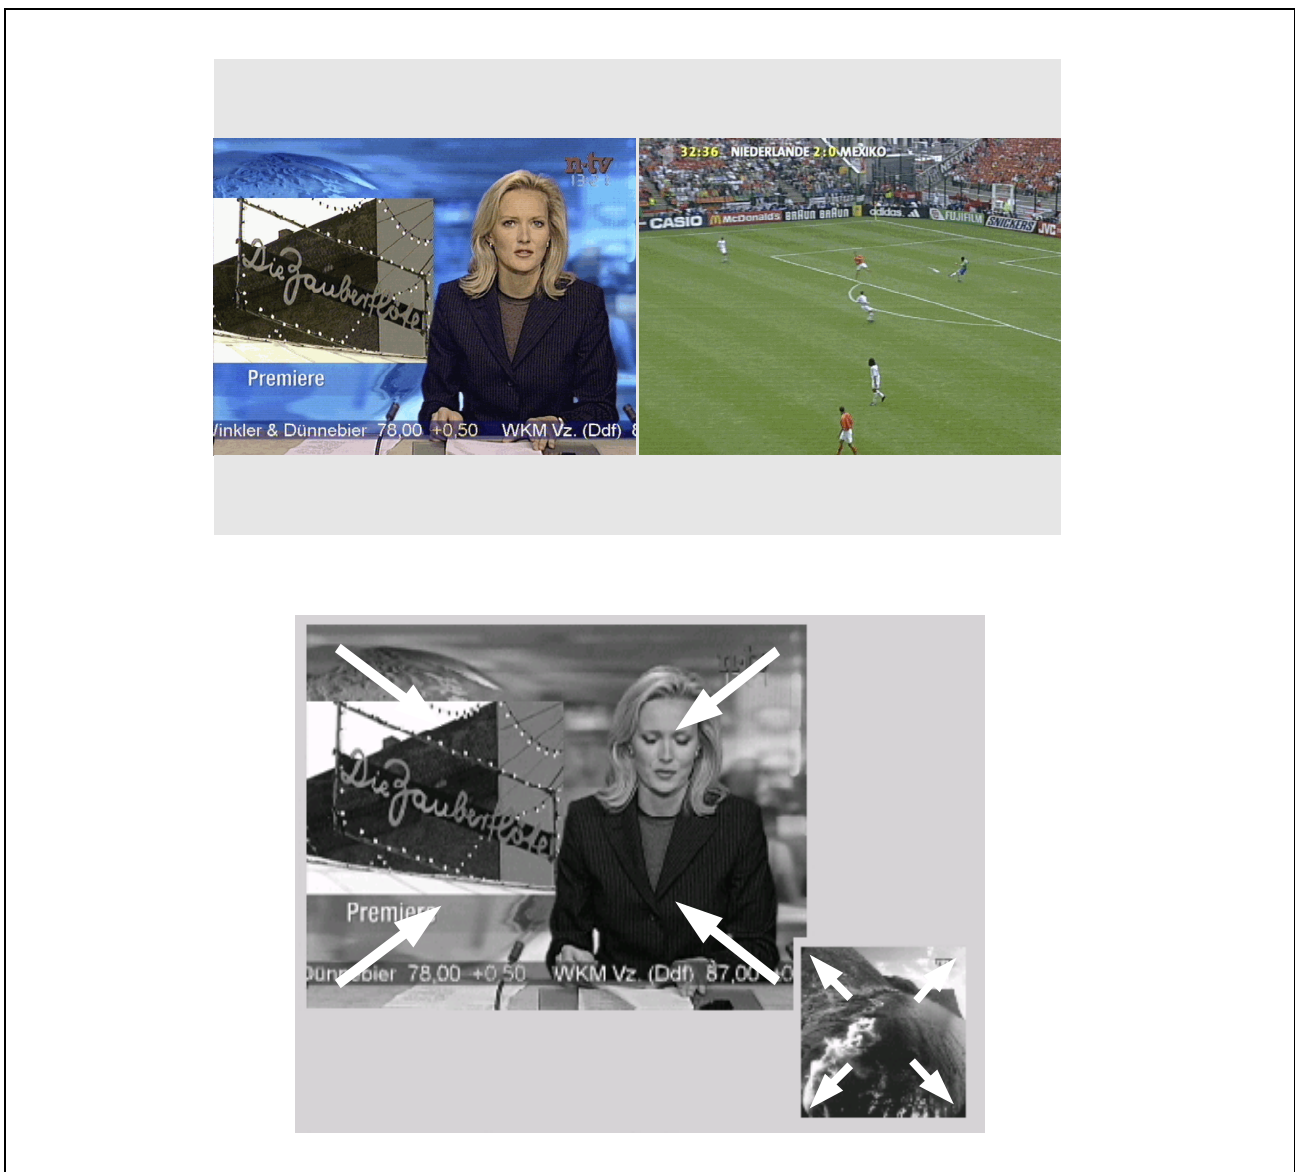 n-tv
32:36 NIEDERLANDE 2:0 MEXIKO
CASIO McDonalds BRAUN BRAUN adidas FUJIFILM SNICKERS JVC
Die Zauberflöte
Premiere
Winkler & Dünnebier 78,00 +0,50 WKM Vz. (Ddf) 8
Die Zauberflöte
Premiere
Dünnebier 78,00 +0 50 WKM Vz. (Ddf) 87,00